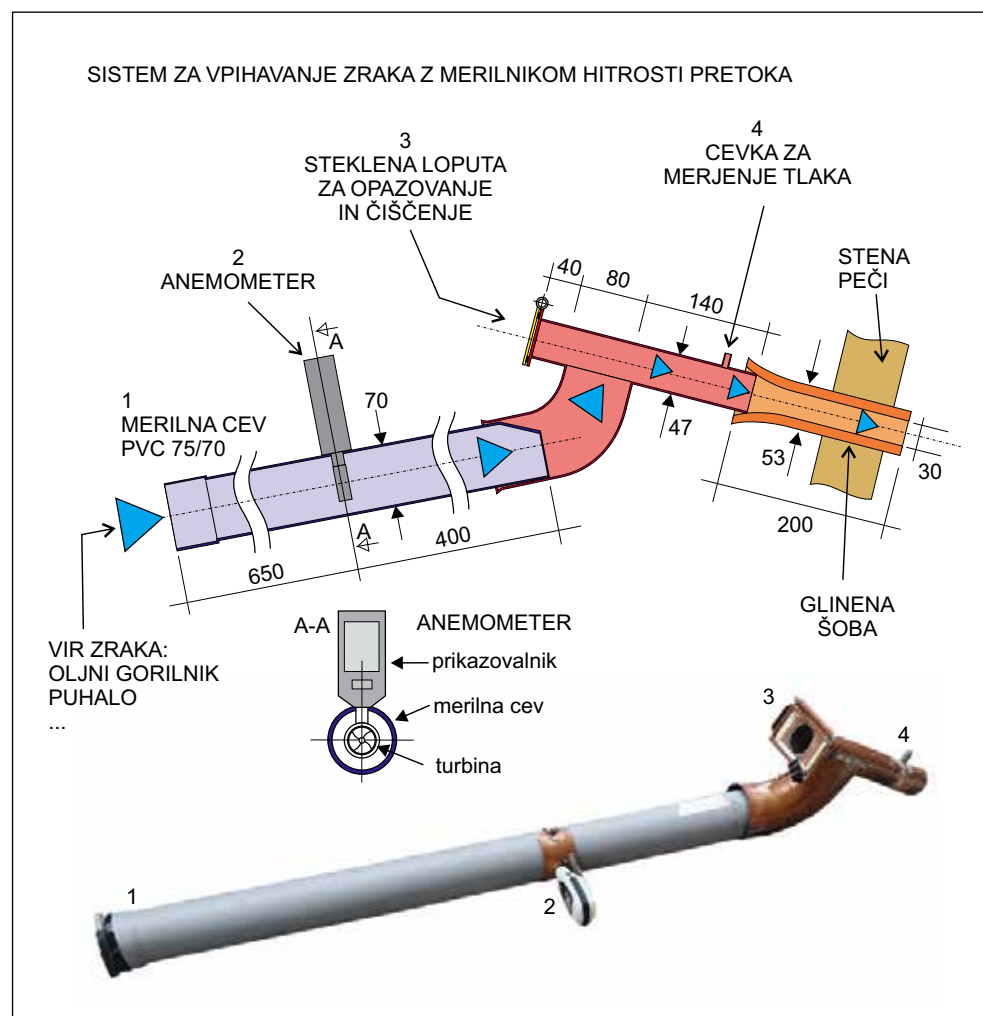 SISTEM ZA VPIHAVANJE ZRAKA Z MERILNIKOM HITROSTI PRETOKA
3
STEKLENA LOPUTA
ZA OPAZOVANJE
IN ČIŠČENJE
4
CEVKA ZA
MERJENJE TLAKA
2
ANEMOMETER
STENA
PEČI
40
80
140
A
1
MERILNA CEV
PVC 75/70
70
47
53
30
200
A
400
650
GLINENA
ŠOBA
VIR ZRAKA:
OLJNI GORILNIK
PUHALO
...
A-A
ANEMOMETER
prikazovalnik
merilna cev
turbina
3
4
1
2